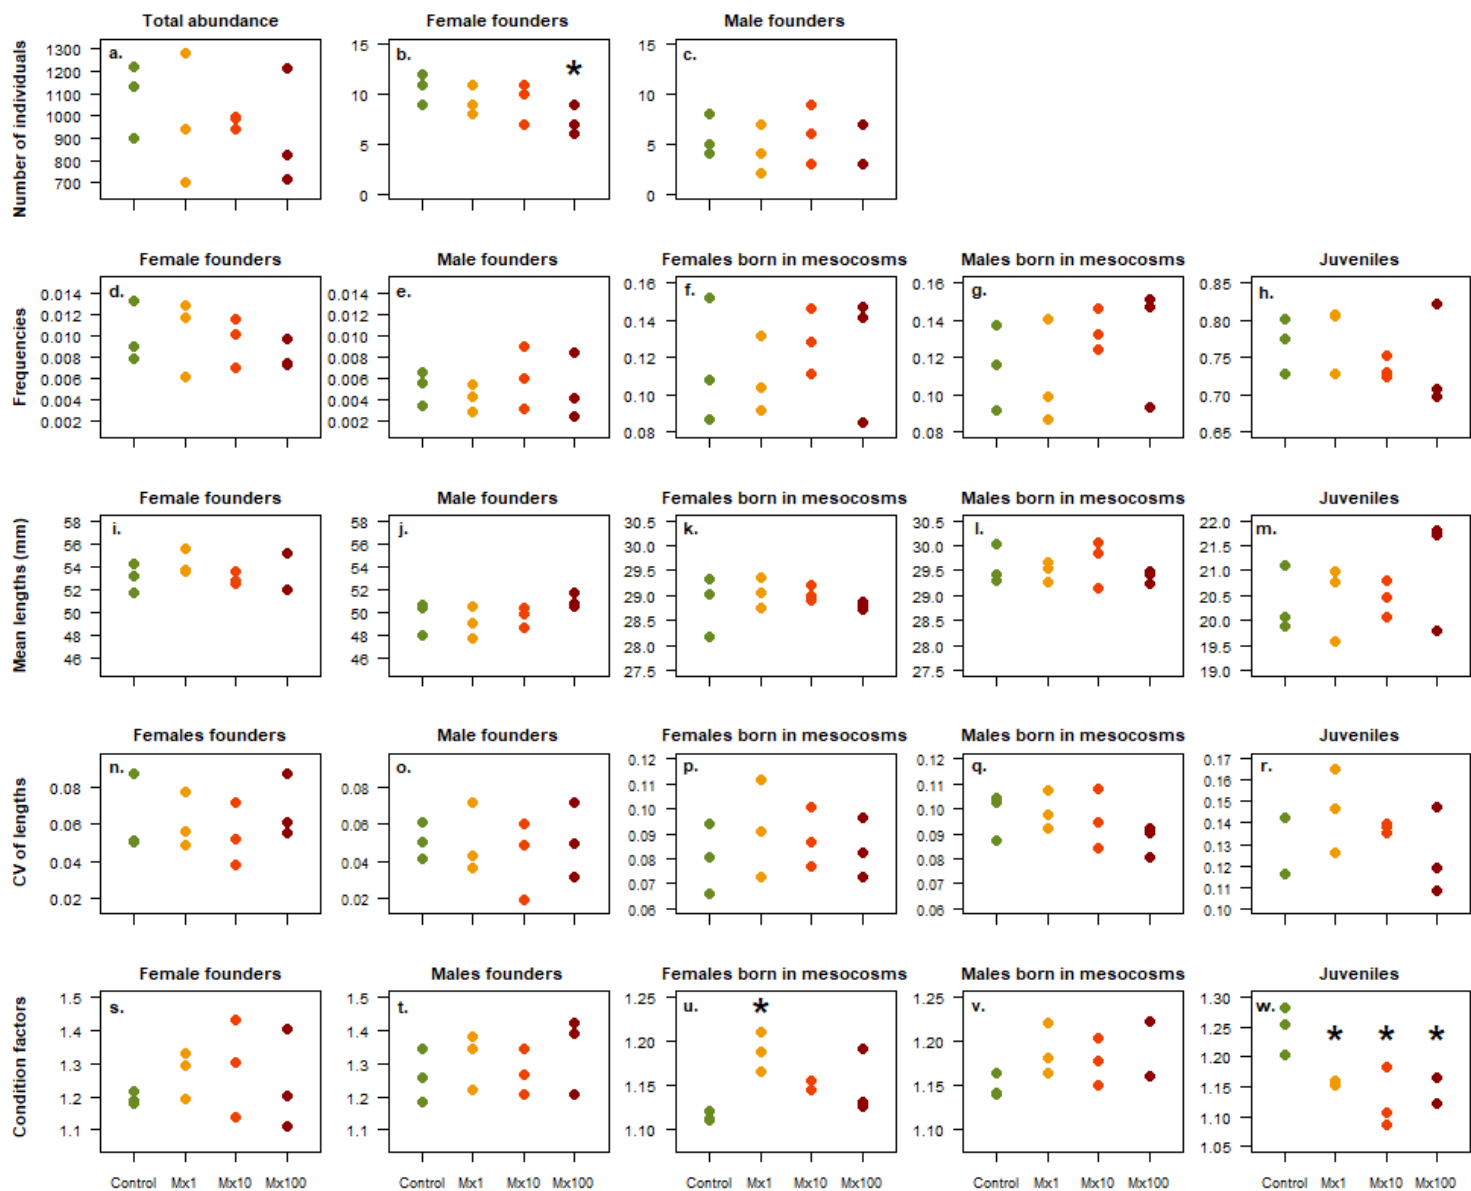 Total abundance Female founders Male founders
Number of individuals
a. b. c.
1300 1200 1100 1000 900 800 700
15 10 5 0
*
15 10 5 0
Female founders Male founders Females born in mesocosms Males born in mesocosms Juveniles
Frequencies
d. e. f. g. h.
0.014 0.012 0.010 0.008 0.006 0.004 0.002
0.014 0.012 0.010 0.008 0.006 0.004 0.002
0.16 0.14 0.12 0.10 0.08
0.16 0.14 0.12 0.10 0.08
0.85 0.80 0.75 0.70 0.65
Female founders Male founders Females born in mesocosms Males born in mesocosms Juveniles
Mean lengths (mm)
i. j. k. l. m.
58 56 54 52 50 48 46
58 56 54 52 50 48 46
30.5 30.0 29.5 29.0 28.5 28.0 27.5
30.5 30.0 29.5 29.0 28.5 28.0 27.5
22.0 21.5 21.0 20.5 20.0 19.5 19.0
Females founders Male founders Females born in mesocosms Males born in mesocosms Juveniles
CV of lengths
n. o. p. q. r.
0.08 0.06 0.04 0.02
0.08 0.06 0.04 0.02
0.12 0.11 0.10 0.09 0.08 0.07 0.06
0.12 0.11 0.10 0.09 0.08 0.07 0.06
0.17 0.16 0.15 0.14 0.13 0.12 0.11 0.10
Female founders Males founders Females born in mesocosms Males born in mesocosms Juveniles
Condition factors
s. t. u. v. w.
1.5 1.4 1.3 1.2 1.1
1.5 1.4 1.3 1.2 1.1
1.25 1.20 1.15 1.10
*
1.25 1.20 1.15 1.10
1.30 1.25 1.20 1.15 1.10 1.05
* * *
Control Mx1 Mx10 Mx100 Control Mx1 Mx10 Mx100 Control Mx1 Mx10 Mx100 Control Mx1 Mx10 Mx100 Control Mx1 Mx10 Mx100